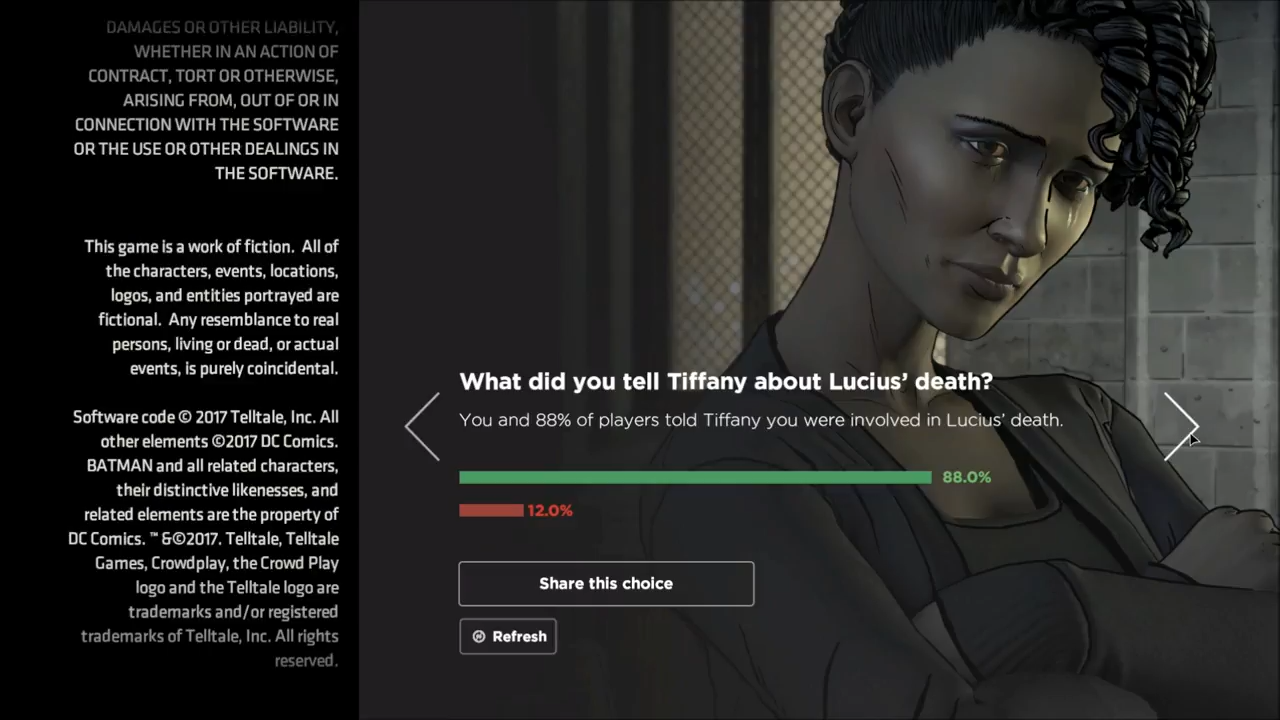 DAMAGES OR OTHER LIABILITY,
WHETHER IN AN ACTION OF
CONTRACT, TORT OR OTHERWISE,
ARISING FROM, OUT OF OR IN
CONNECTION WITH THE SOFTWARE
OR THE USE OR OTHER DEALINGS IN
THE SOFTWARE.
This game is a work of fiction.  All of
the characters, events, locations,
logos, and entities portrayed are
fictional.  Any resemblance to real
persons, living or dead, or actual
events, is purely coincidental.
Software code © 2017 Telltale, Inc. All
other elements ©2017 DC Comics.
BATMAN and all related characters,
their distinctive likenesses, and
related elements are the property of
DC Comics. ™ &©2017. Telltale, Telltale
Games, Crowdplay, the Crowd Play
logo and the Telltale logo are
trademarks and/or registered
trademarks of Telltale, Inc. All rights
reserved.
What did you tell Tiffany about Lucius’ death?
You and 88% of players told Tiffany you were involved in Lucius’ death.
88.0%
12.0%
Share this choice
Refresh